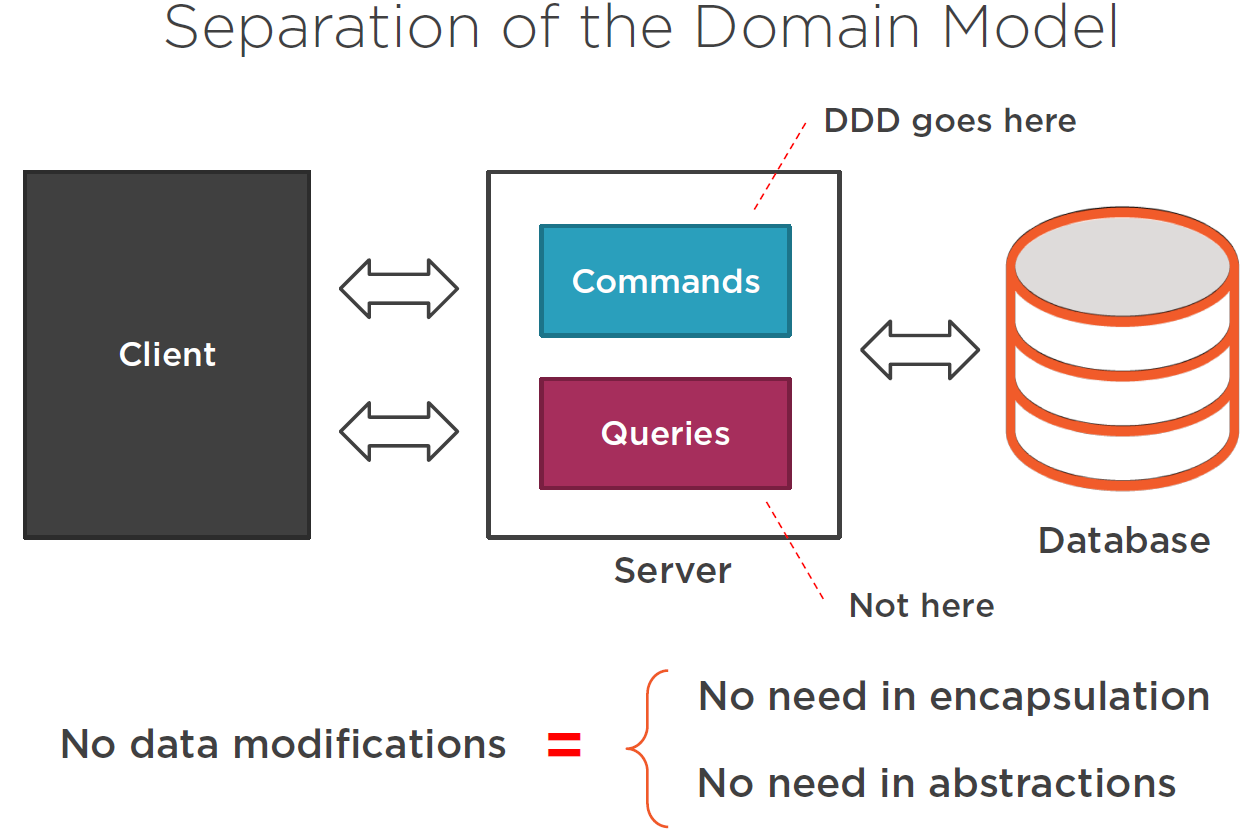 Separation of the Domain Model
DDD goes here
Client
Commands
Queries
Server
Database
Not here
No data modifications =
No need in encapsulation
No need in abstractions